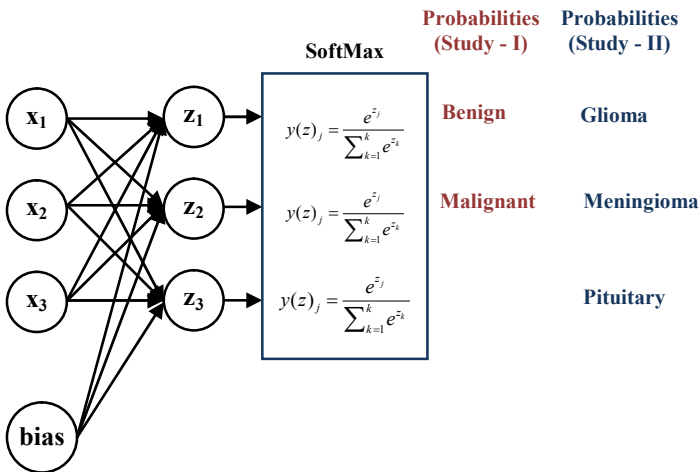 Probabilities
(Study - I)
Probabilities
(Study - II)
SoftMax
x₁
z₁
y(z)ⱼ = e^{zⱼ} / ∑_{k=1}^{k} e^{zₖ}
Benign
Glioma
x₂
z₂
y(z)ⱼ = e^{zⱼ} / ∑_{k=1}^{k} e^{zₖ}
Malignant
Meningioma
x₃
z₃
y(z)ⱼ = e^{zⱼ} / ∑_{k=1}^{k} e^{zₖ}
Pituitary
bias